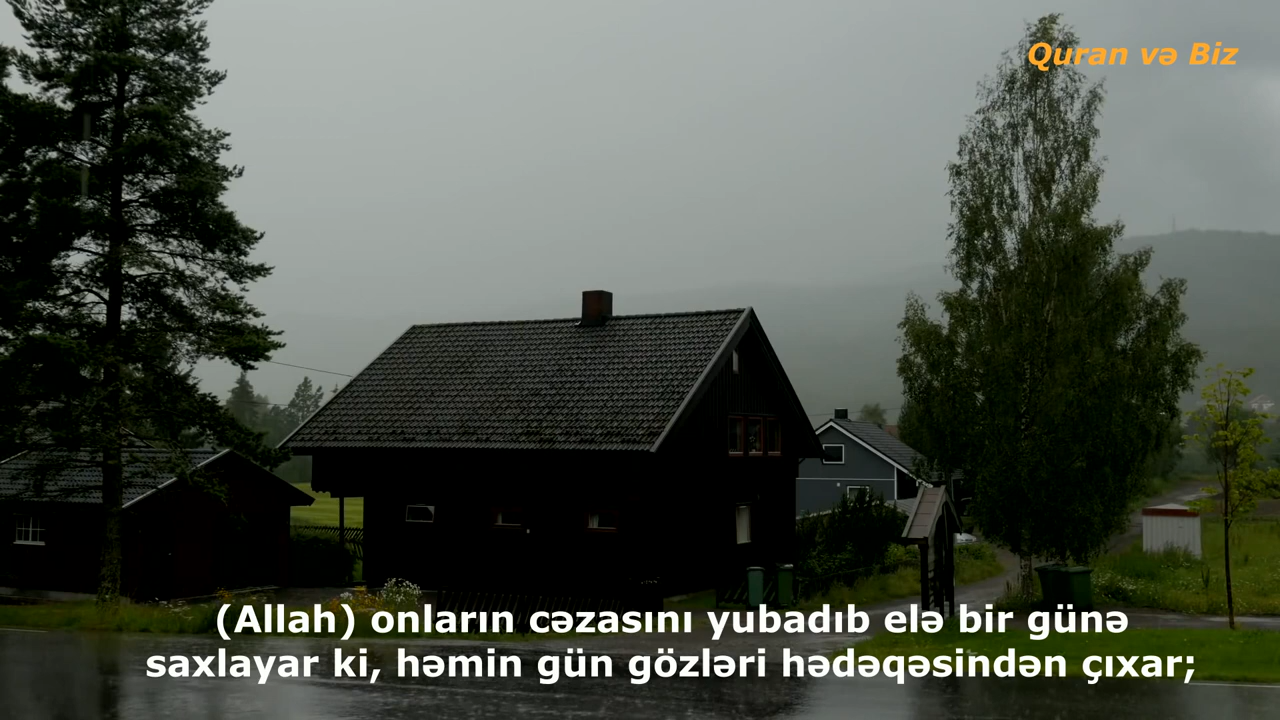 Quran və Biz
(Allah) onların cəzasını yubadıb elə bir günə
saxlayar ki, həmin gün gözləri hədəqəsindən çıxar;